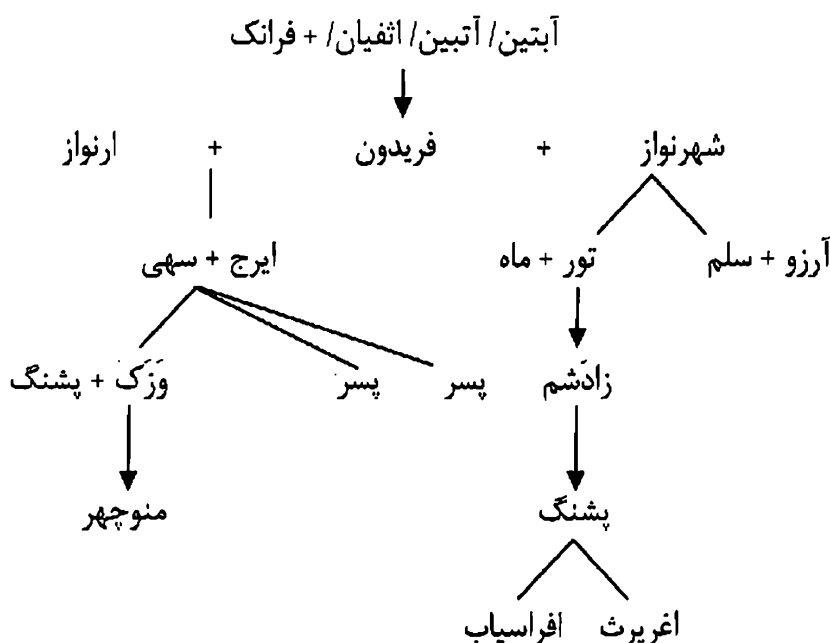 آبتین/ آتبین/ اثفیان/ + فرانک
شهرنواز + فریدون + ارنواز
آرزو + سلم تور + ماه ایرج + سهی
زادَشم پسر پسر وَزَک + پشنگ
پشنگ منوچهر
اغریرث افراسیاب